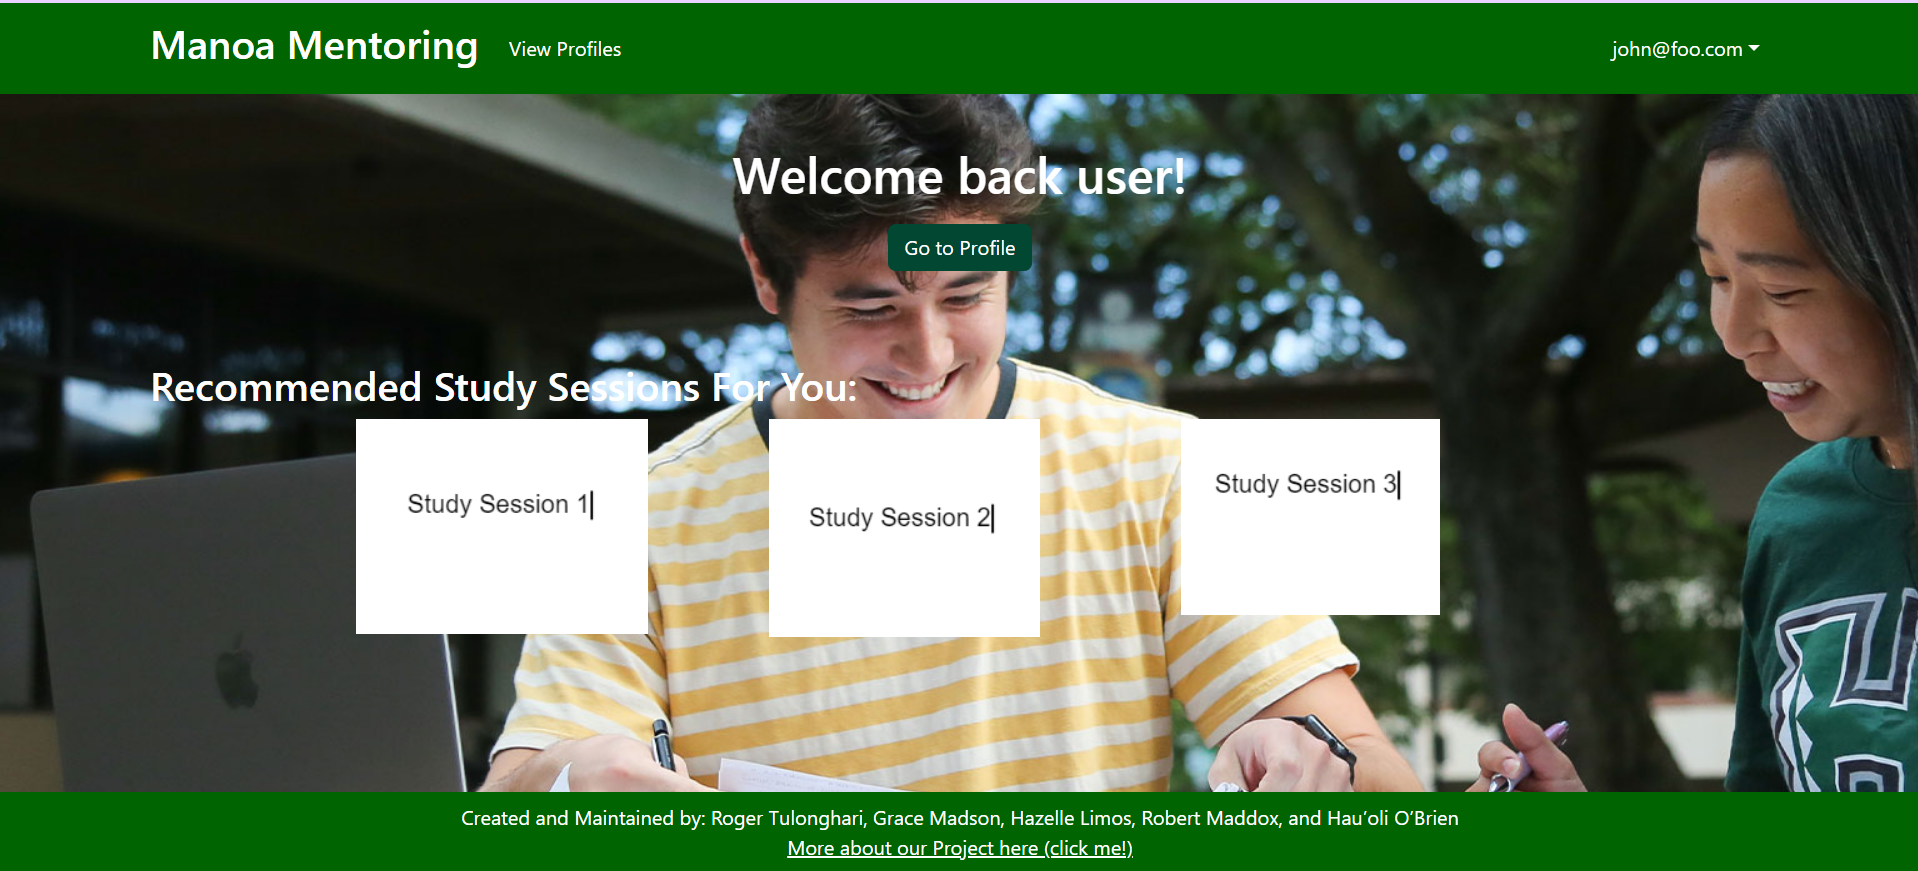 Manoa Mentoring View Profiles john@foo.com
Welcome back user!
Go to Profile
Recommended Study Sessions For You:
Study Session 1 Study Session 2 Study Session 3
Created and Maintained by: Roger Tulonghari, Grace Madson, Hazelle Limos, Robert Maddox, and Hau‘oli O‘Brien
More about our Project here (click me!)